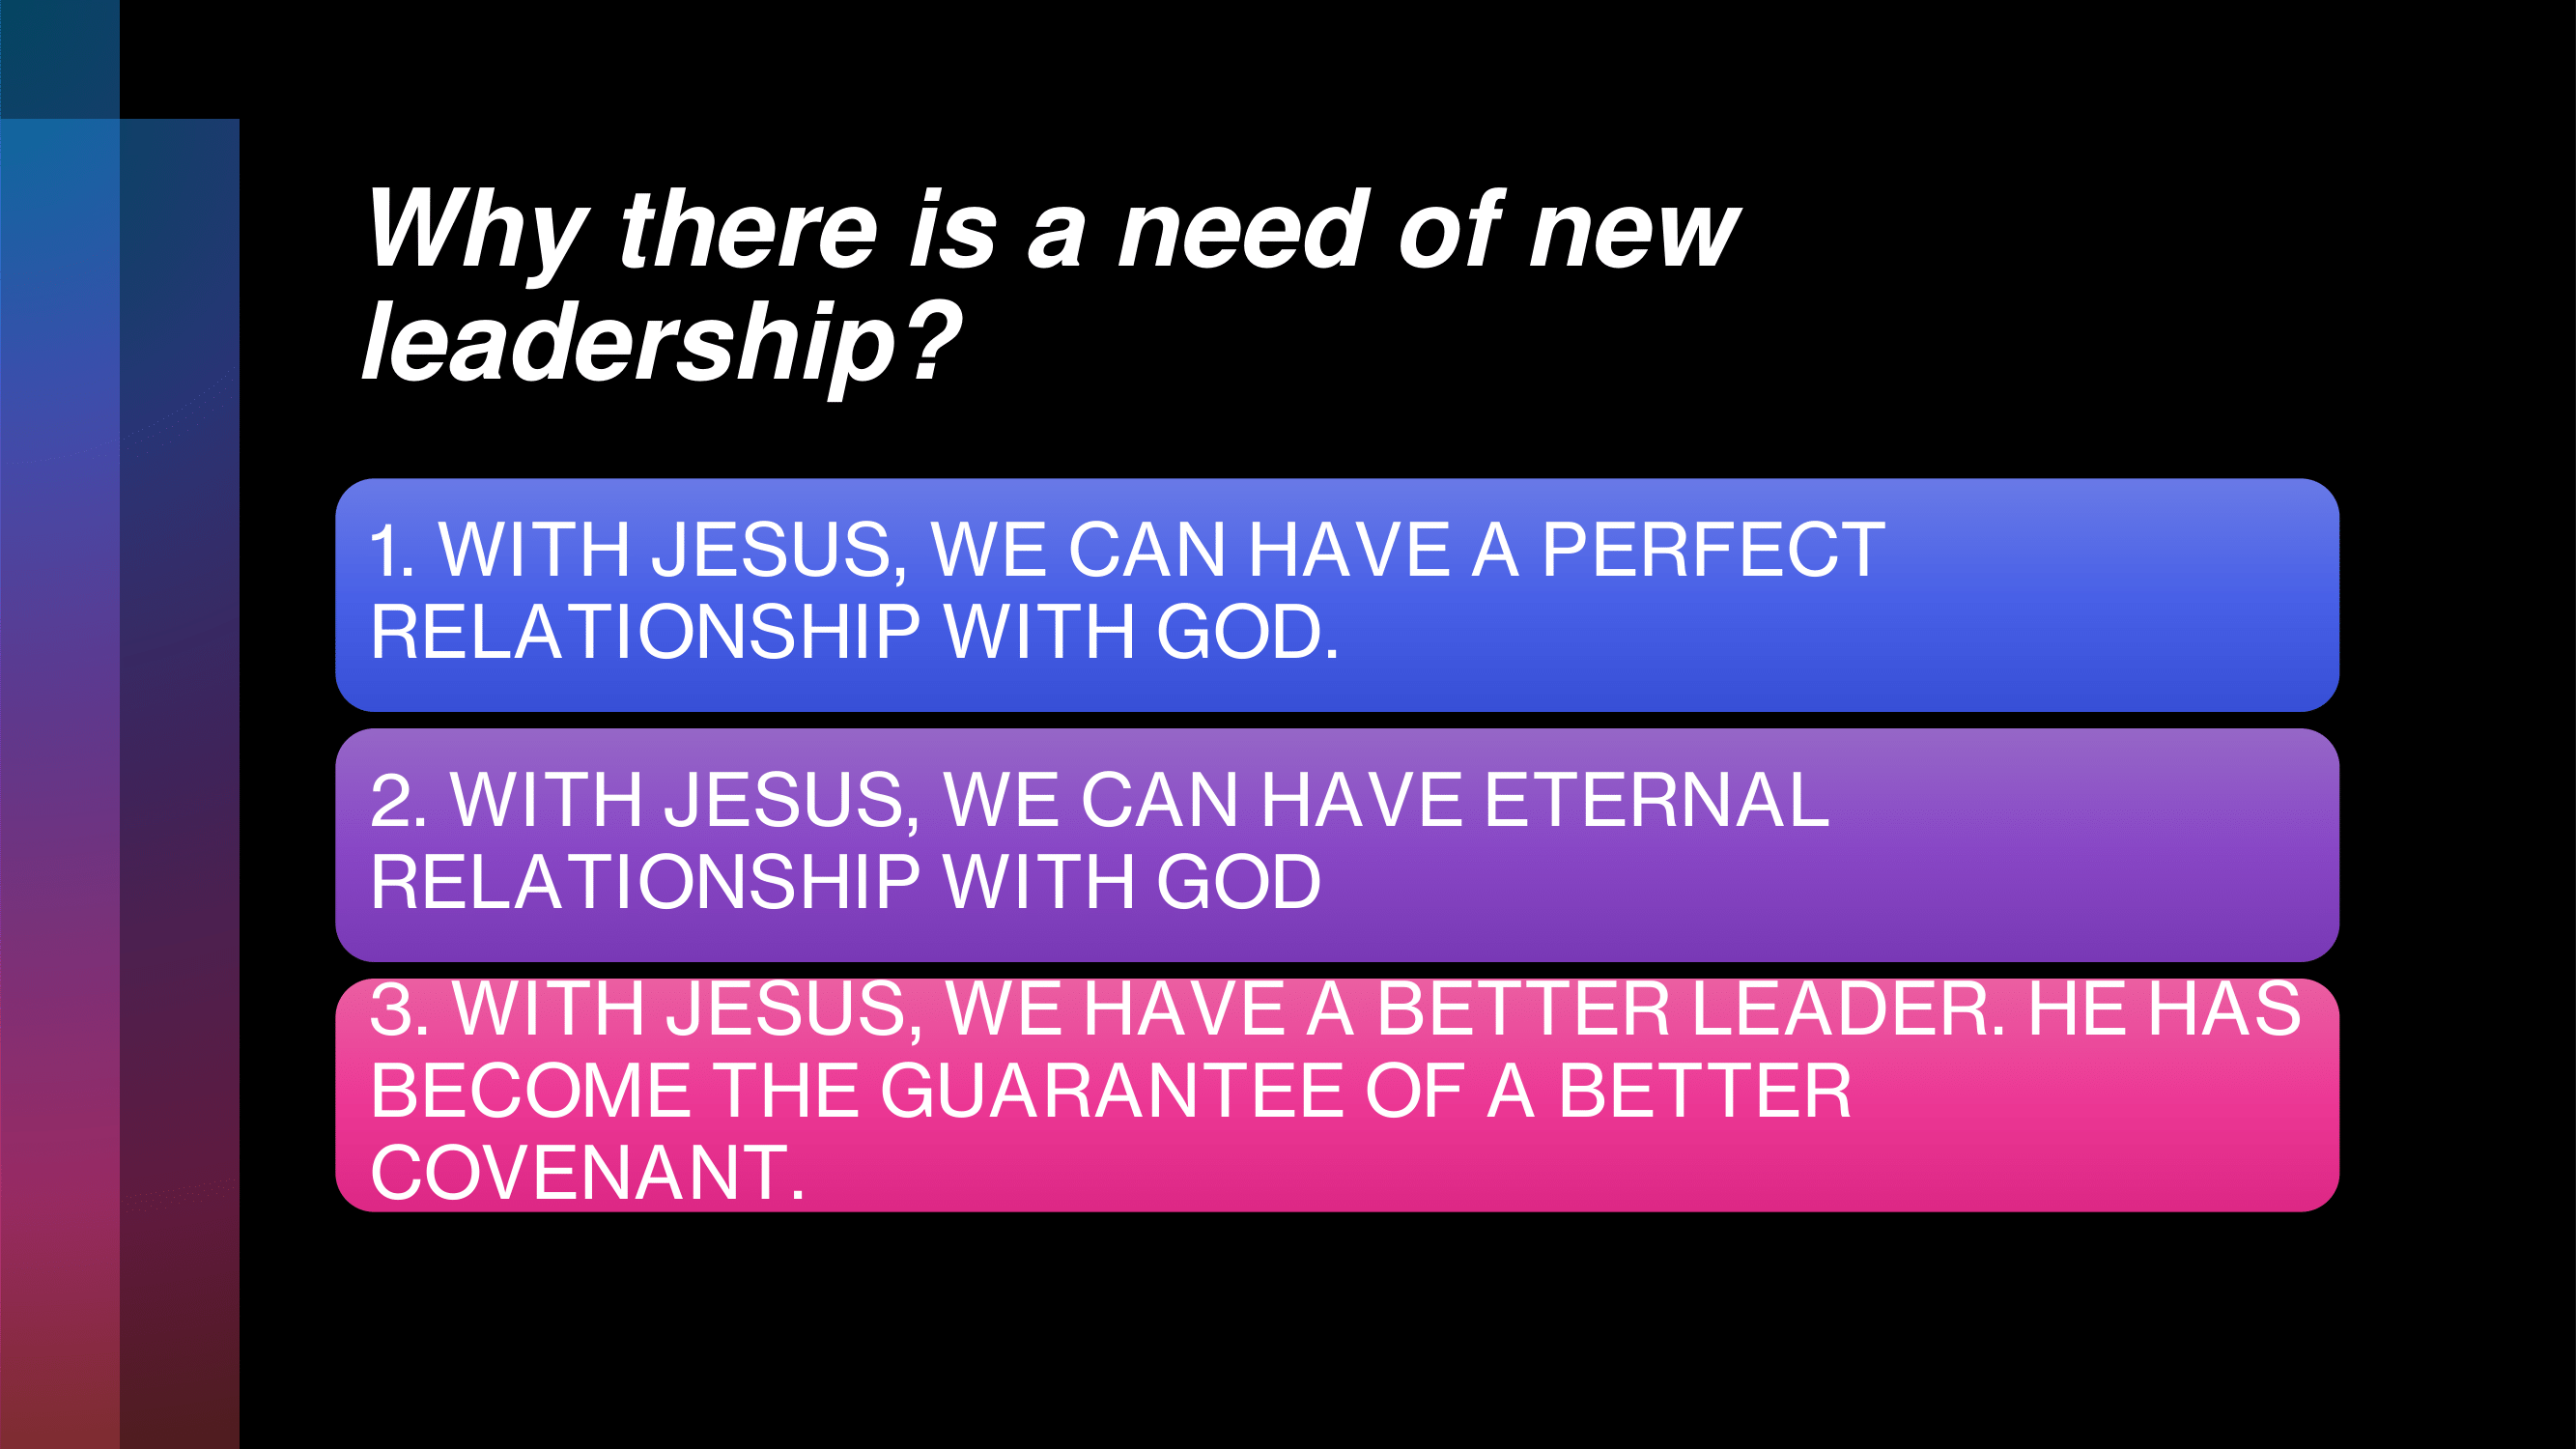 Why there is a need of new
leadership?
1. WITH JESUS, WE CAN HAVE A PERFECT
RELATIONSHIP WITH GOD.
2. WITH JESUS, WE CAN HAVE ETERNAL
RELATIONSHIP WITH GOD
3. WITH JESUS, WE HAVE A BETTER LEADER. HE HAS
BECOME THE GUARANTEE OF A BETTER
COVENANT.